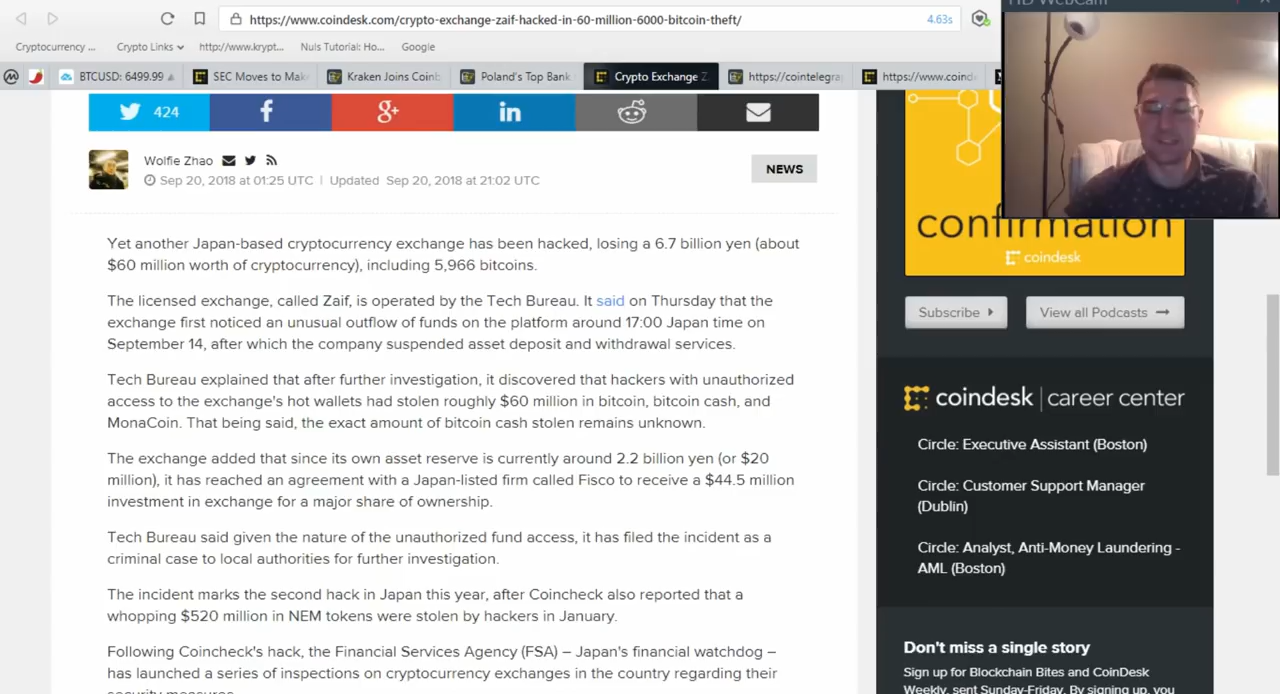 HD WebCam
https://www.coindesk.com/crypto-exchange-zaif-hacked-in-60-million-6000-bitcoin-theft/
4.63s
Cryptocurrency ...
Crypto Links
http://www.krypt...
Nuls Tutorial: Ho...
Google
BTCUSD: 6499.99
SEC Moves to Mak
Kraken Joins Coinb
Poland's Top Bank
Crypto Exchange Z
https://cointelegra
https://www.coind
424
Wolfie Zhao
Sep 20, 2018 at 01:25 UTC | Updated Sep 20, 2018 at 21:02 UTC
NEWS
Yet another Japan-based cryptocurrency exchange has been hacked, losing a 6.7 billion yen (about
$60 million worth of cryptocurrency), including 5,966 bitcoins.
The licensed exchange, called Zaif, is operated by the Tech Bureau. It said on Thursday that the
exchange first noticed an unusual outflow of funds on the platform around 17:00 Japan time on
September 14, after which the company suspended asset deposit and withdrawal services.
Tech Bureau explained that after further investigation, it discovered that hackers with unauthorized
access to the exchange's hot wallets had stolen roughly $60 million in bitcoin, bitcoin cash, and
MonaCoin. That being said, the exact amount of bitcoin cash stolen remains unknown.
The exchange added that since its own asset reserve is currently around 2.2 billion yen (or $20
million), it has reached an agreement with a Japan-listed firm called Fisco to receive a $44.5 million
investment in exchange for a major share of ownership.
Tech Bureau said given the nature of the unauthorized fund access, it has filed the incident as a
criminal case to local authorities for further investigation.
The incident marks the second hack in Japan this year, after Coincheck also reported that a
whopping $520 million in NEM tokens were stolen by hackers in January.
Following Coincheck's hack, the Financial Services Agency (FSA) – Japan's financial watchdog –
has launched a series of inspections on cryptocurrency exchanges in the country regarding their
security measures.
confirmation
coindesk
Subscribe
View all Podcasts
coindesk | career center
Circle: Executive Assistant (Boston)
Circle: Customer Support Manager
(Dublin)
Circle: Analyst, Anti-Money Laundering -
AML (Boston)
Don't miss a single story
Sign up for Blockchain Bites and CoinDesk
Weekly, sent Sunday-Friday. By signing up, you